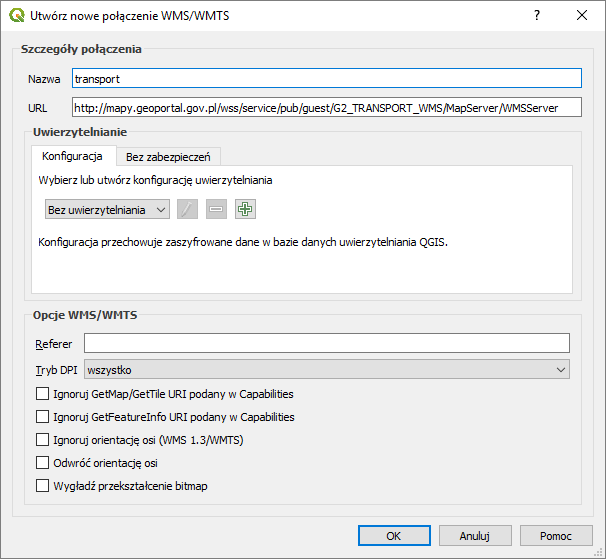 Utwórz nowe połączenie WMS/WMTS
Szczegóły połączenia
Nazwa transport
URL http://mapy.geoportal.gov.pl/wss/service/pub/guest/G2_TRANSPORT_WMS/MapServer/WMSServer
Uwierzytelnianie
Konfiguracja Bez zabezpieczeń
Wybierz lub utwórz konfigurację uwierzytelniania
Bez uwierzytelniania
Konfiguracja przechowuje zaszyfrowane dane w bazie danych uwierzytelniania QGIS.
Opcje WMS/WMTS
Referer
Tryb DPI wszystko
Ignoruj GetMap/GetTile URI podany w Capabilities
Ignoruj GetFeatureInfo URI podany w Capabilities
Ignoruj orientację osi (WMS 1.3/WMTS)
Odwróć orientację osi
Wygładź przekształcenie bitmap
OK Anuluj Pomoc